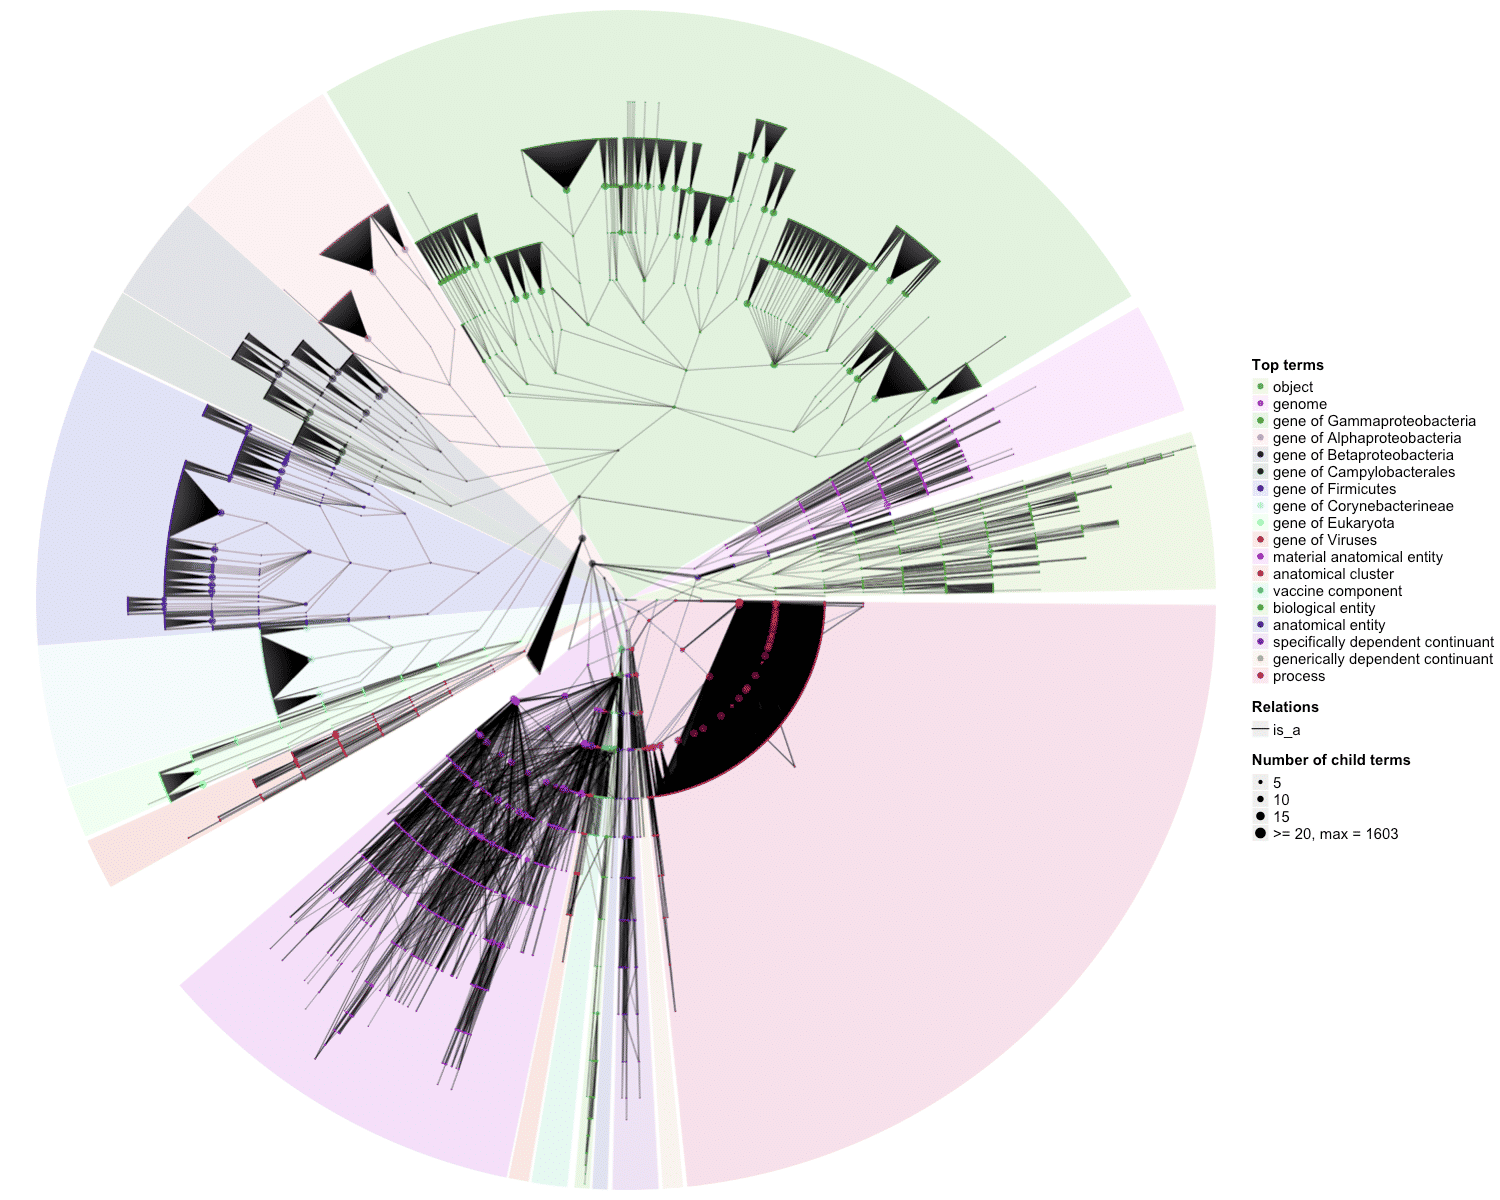 Top terms
object
genome
gene of Gammaproteobacteria
gene of Alphaproteobacteria
gene of Betaproteobacteria
gene of Campylobacterales
gene of Firmicutes
gene of Corynebacterineae
gene of Eukaryota
gene of Viruses
material anatomical entity
anatomical cluster
vaccine component
biological entity
anatomical entity
specifically dependent continuant
generically dependent continuant
process
Relations
is_a
Number of child terms
5
10
15
>= 20, max = 1603